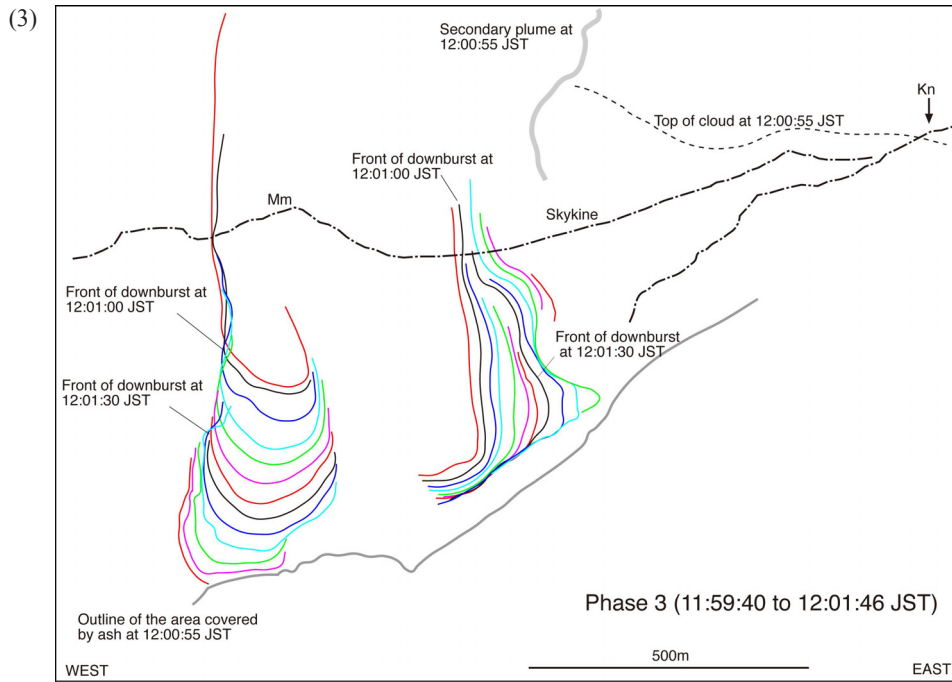 (3)
Secondary plume at
12:00:55 JST
Kn
Top of cloud at 12:00:55 JST
Front of downburst at
12:01:00 JST
Mm
Skykine
Front of downburst at
12:01:00 JST
Front of downburst
at 12:01:30 JST
Front of downburst at
12:01:30 JST
Phase 3 (11:59:40 to 12:01:46 JST)
Outline of the area covered
by ash at 12:00:55 JST
500m
WEST
EAST